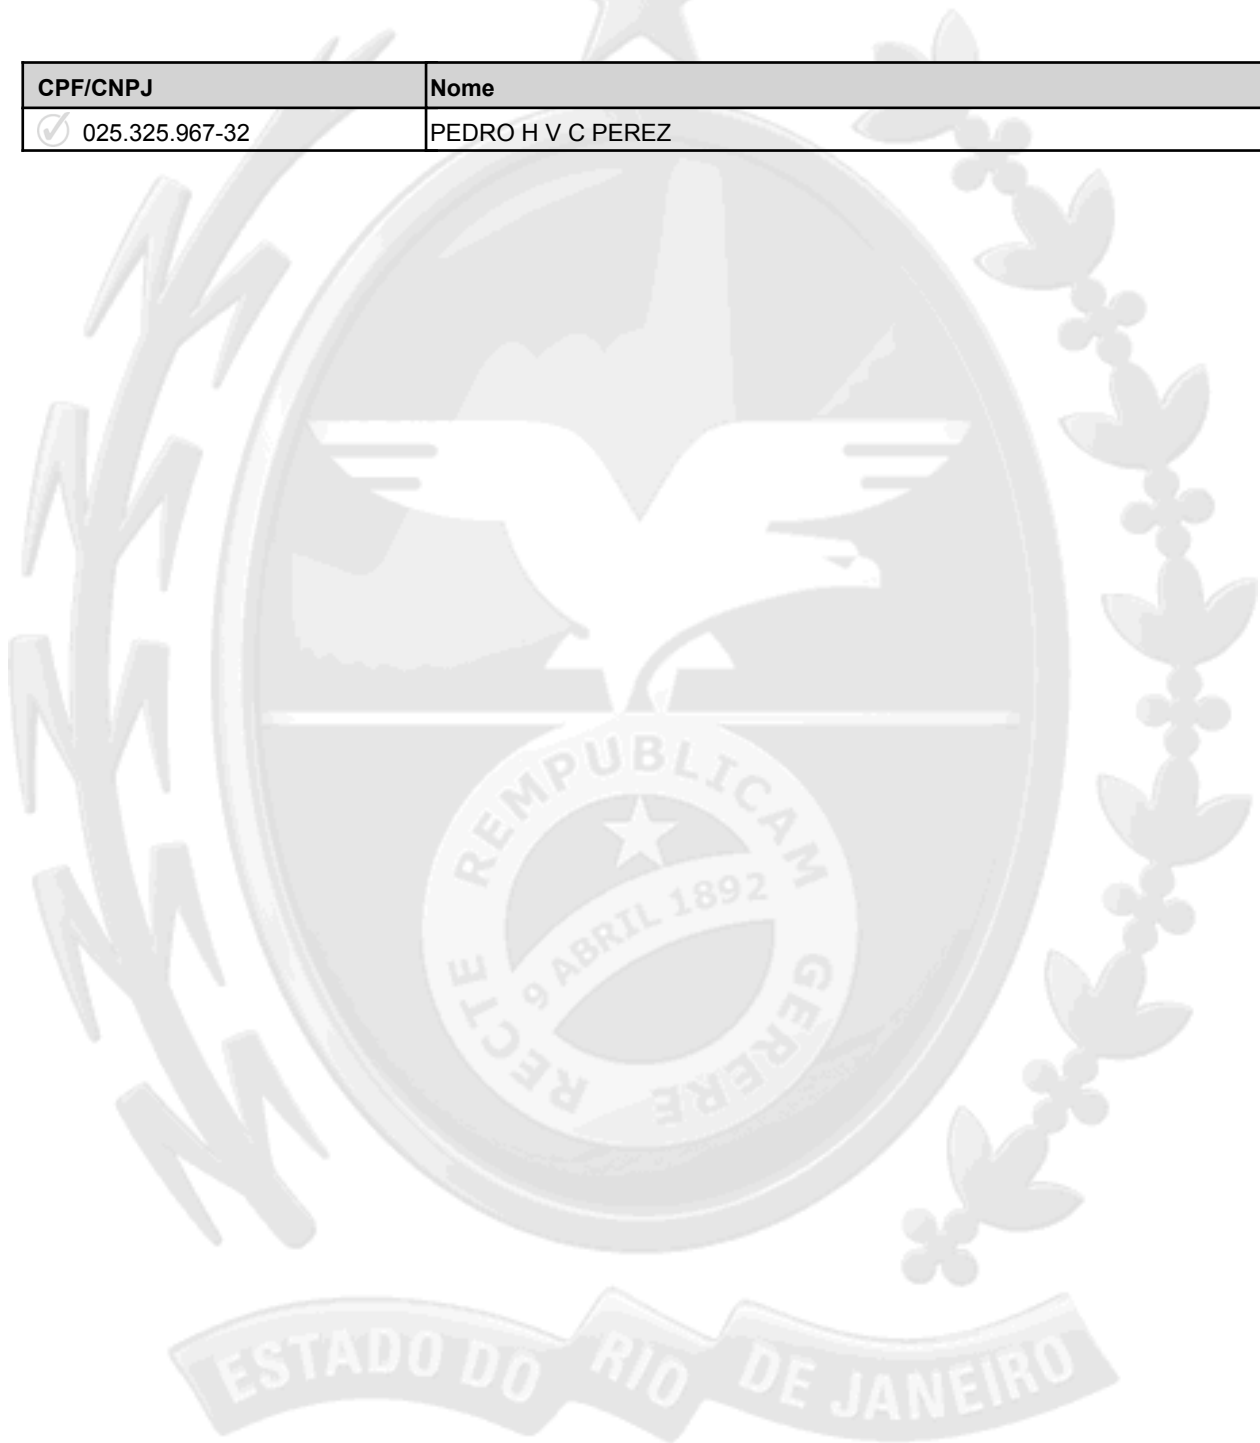 CPF/CNPJ Nome
025.325.967-32 PEDRO H V C PEREZ
REMPUBLICAM
9 ABRIL 1892
RECTE GERERE
ESTADO DO RIO DE JANEIRO